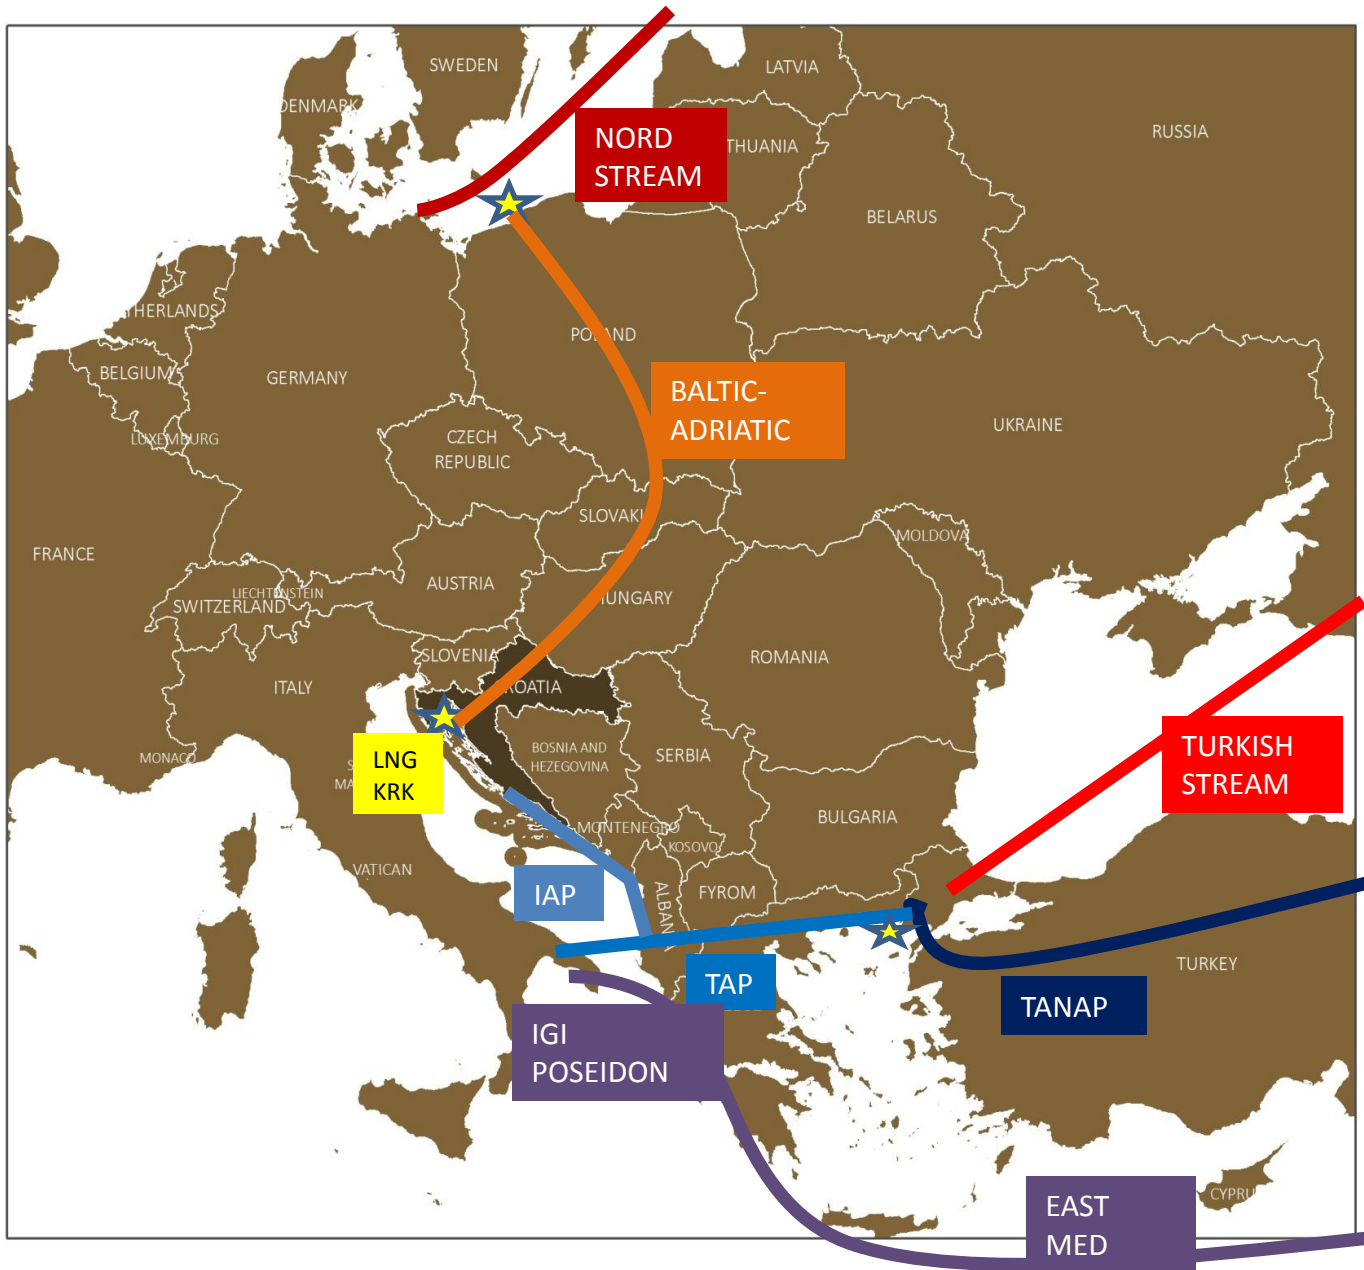 SWEDEN
LATVIA
DENMARK
RUSSIA
NORD
STREAM
THUANIA
BELARUS
THERLANDS
POLAND
BELGIUM
GERMANY
BALTIC-
ADRIATIC
UKRAINE
LUXEMBURG
CZECH
REPUBLIC
SLOVAKI
FRANCE
MOLDOVA
AUSTRIA
LIECHTENSTEIN
SWITZERLAND
HUNGARY
SLOVENIA
ROMANIA
ITALY
CROATIA
MONACO
LNG
KRK
BOSNIA AND
HEZEGOVINA
SERBIA
TURKISH
STREAM
S
MA
BULGARIA
MONTENEGRO
KOSOVO
VATICAN
IAP
ALBANIA
FYROM
TAP
TURKEY
TANAP
IGI
POSEIDON
CYPRU
EAST
MED